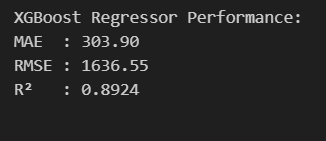 XGBoost Regressor Performance:
MAE  : 303.90
RMSE : 1636.55
R²   : 0.8924